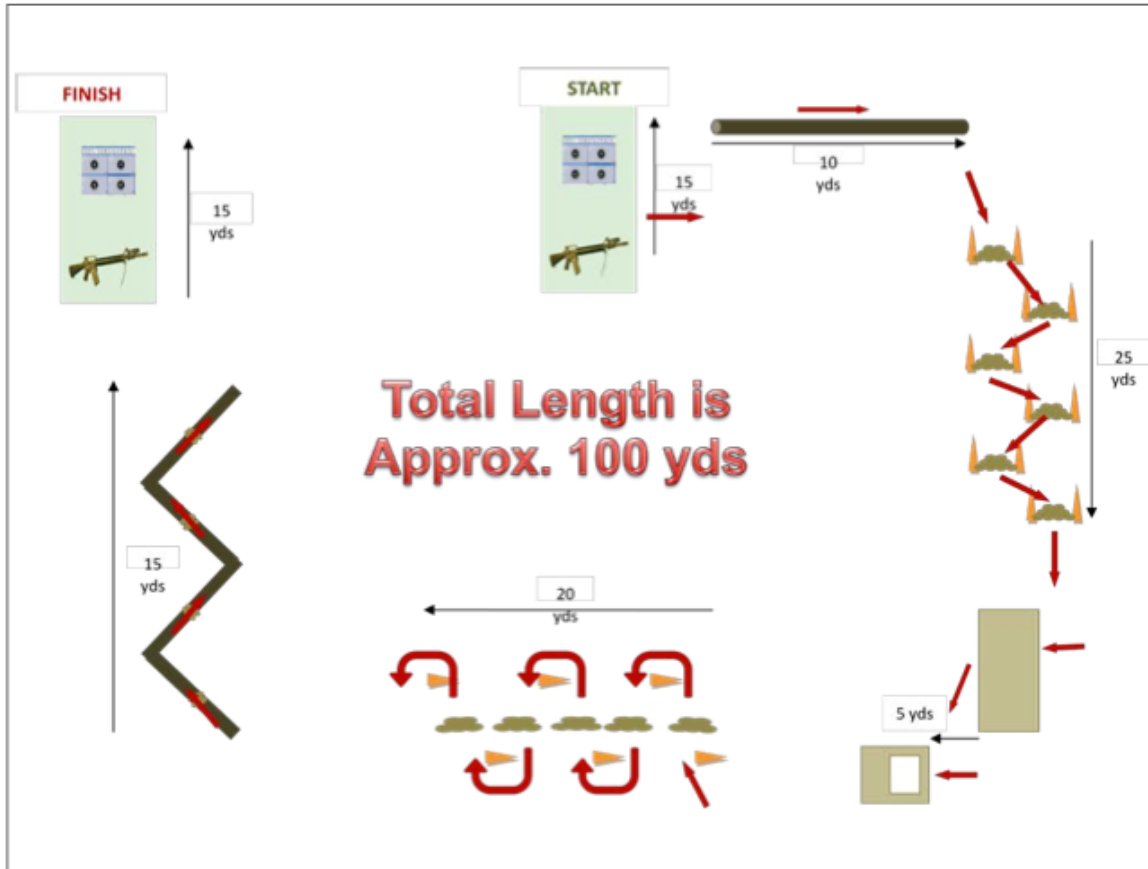 FINISH
START
15
yds
15
yds
10
yds
25
yds
Total Length is
Approx. 100 yds
15
yds
20
yds
5 yds